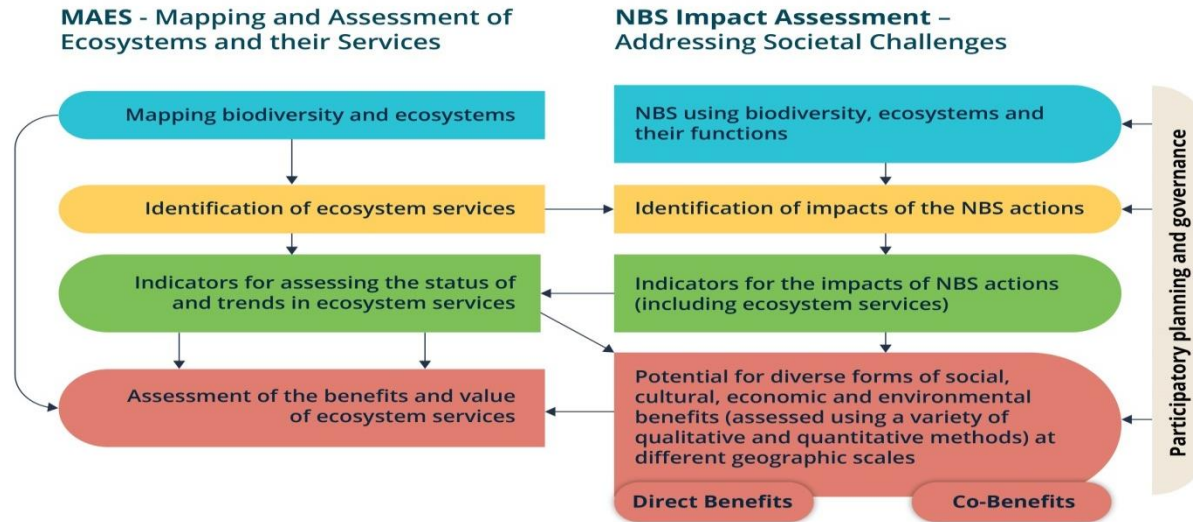 MAES - Mapping and Assessment of
Ecosystems and their Services
NBS Impact Assessment –
Addressing Societal Challenges
Mapping biodiversity and ecosystems
NBS using biodiversity, ecosystems and
their functions
Identification of ecosystem services
Identification of impacts of the NBS actions
Indicators for assessing the status of
and trends in ecosystem services
Indicators for the impacts of NBS actions
(including ecosystem services)
Assessment of the benefits and value
of ecosystem services
Potential for diverse forms of social,
cultural, economic and environmental
benefits (assessed using a variety of
qualitative and quantitative methods) at
different geographic scales
Direct Benefits
Co-Benefits
Participatory planning and governance